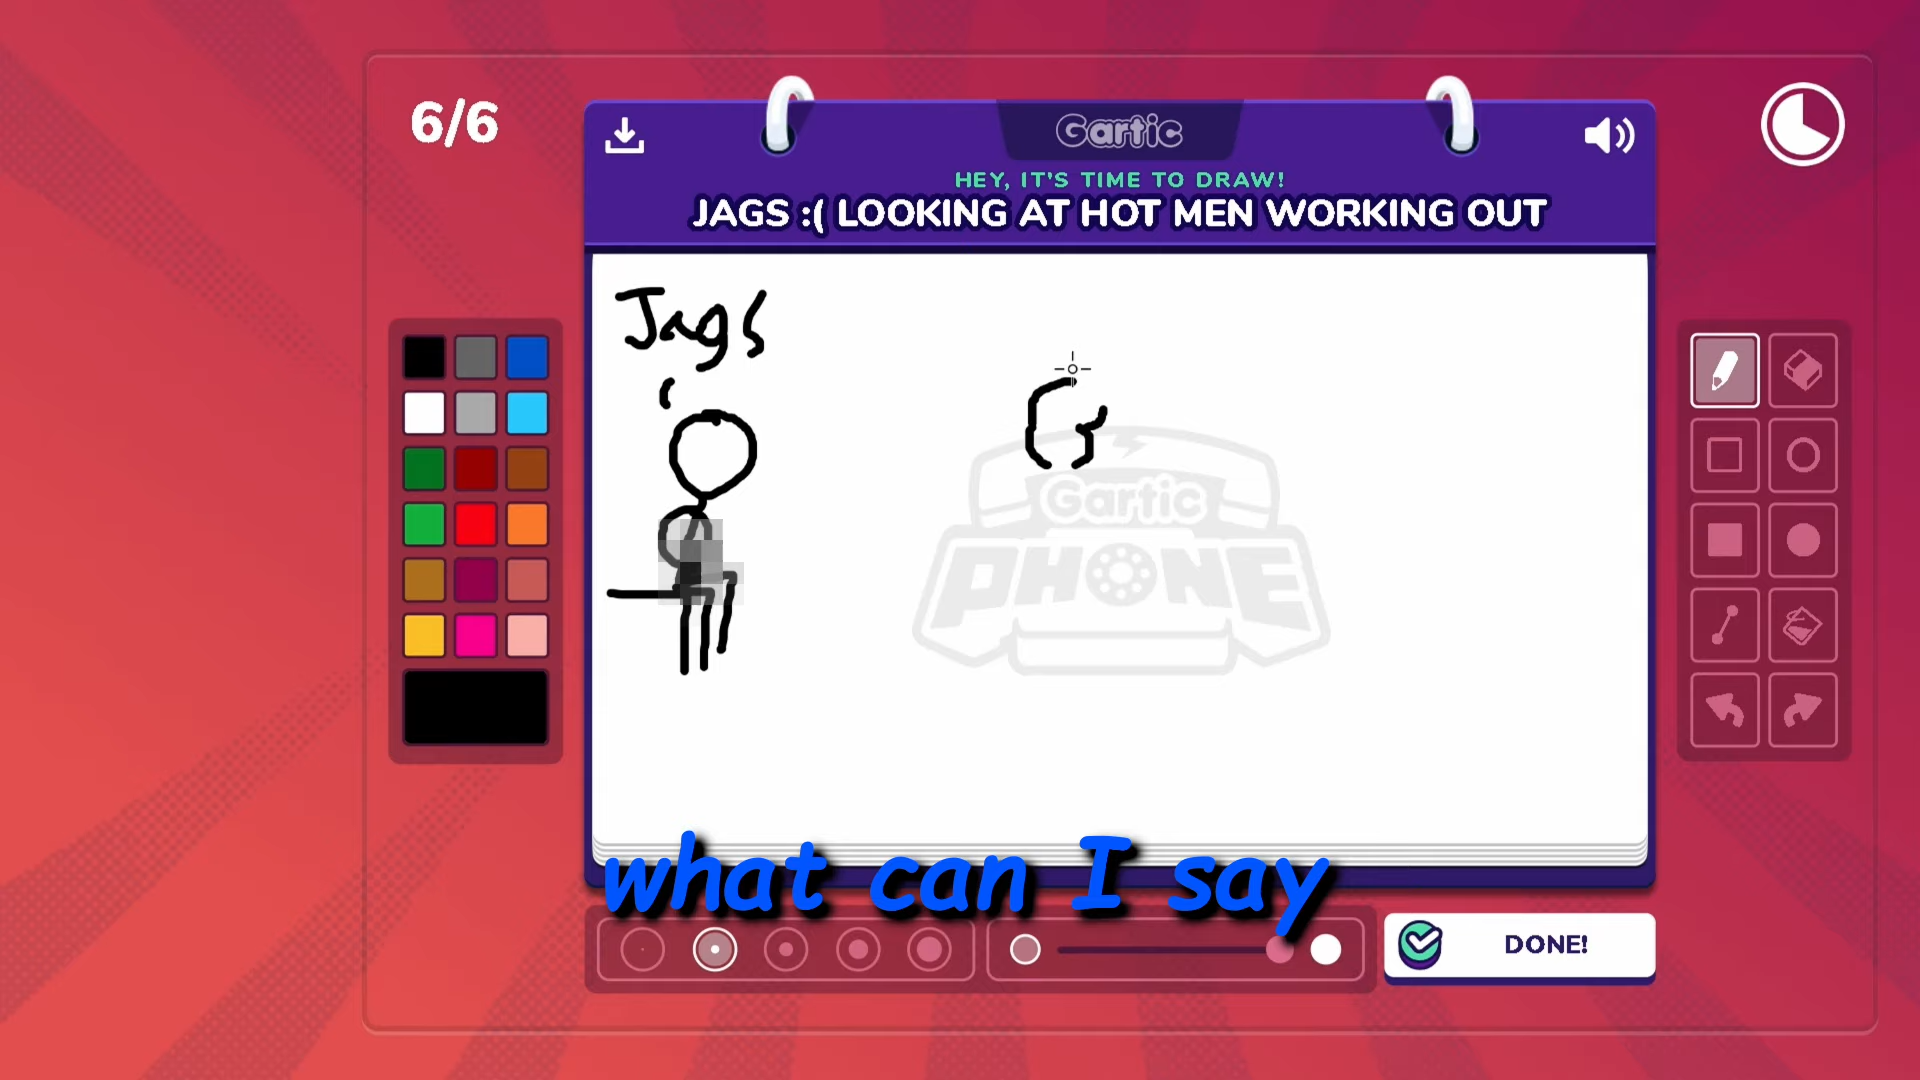 6/6
Gartic
HEY, IT'S TIME TO DRAW!
JAGS :( LOOKING AT HOT MEN WORKING OUT
Jags
Gartic
PHONE
what can I say
DONE!